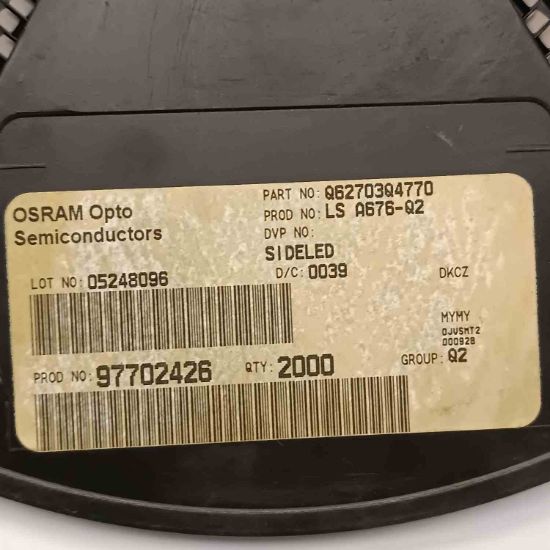 OSRAM Opto
Semiconductors
PART NO: Q62703Q4770
PROD NO: LS A676-Q2
DVP NO:
SIDELED
LOT NO: 05248096
D/C: 0039
DKCZ
MYMY
0JVSMT2
000928
PROD NO: 97702426
QTY: 2000
GROUP: Q2